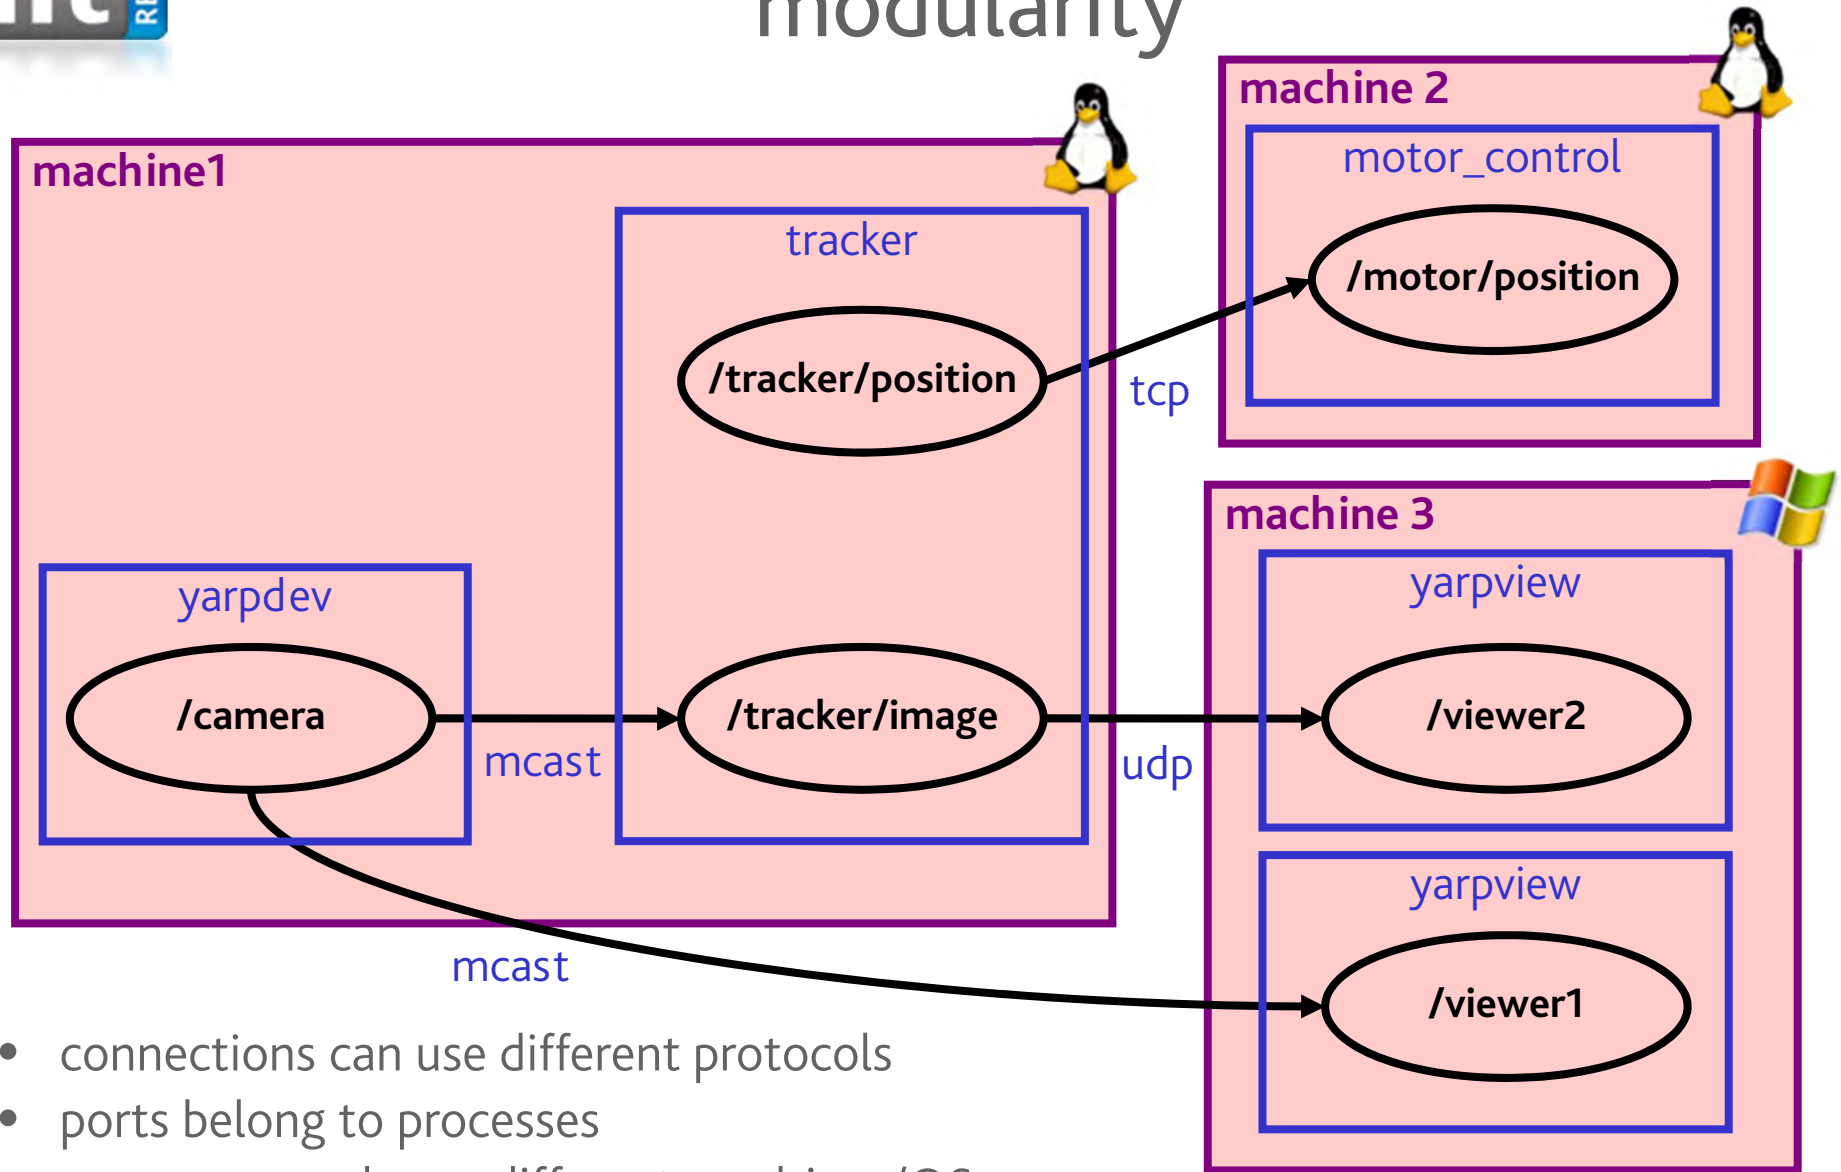 modularity
machine 2
motor_control
/motor/position
machine1
tracker
/tracker/position
tcp
machine 3
yarpview
yarpdev
/camera
mcast
/tracker/image
udp
/viewer2
yarpview
mcast
/viewer1
• connections can use different protocols
• ports belong to processes